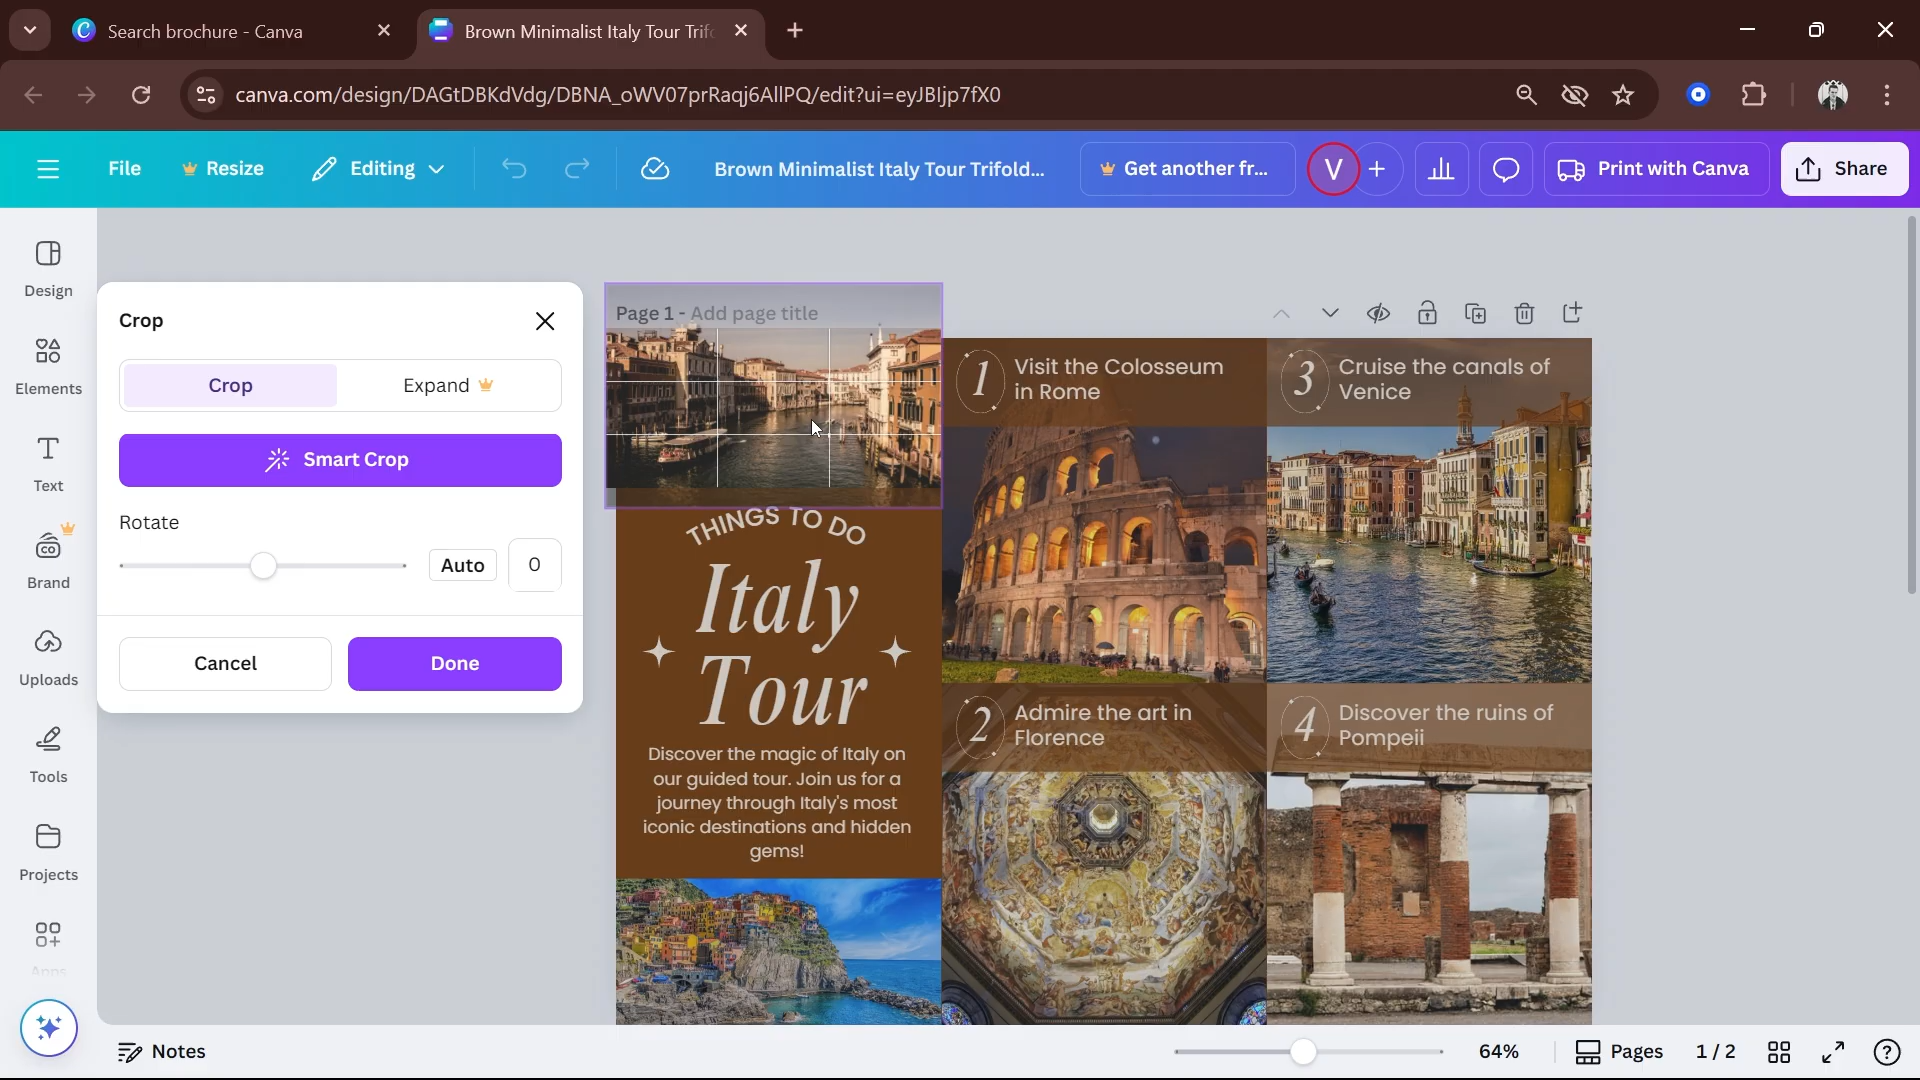 Search brochure - Canva
Brown Minimalist Italy Tour Trif
canva.com/design/DAGtDBKdVdg/DBNA_oWV07prRaqj6AllPQ/edit?ui=eyJBIjp7fX0
File
Resize
Editing
Brown Minimalist Italy Tour Trifold...
Get another fr...
V
Print with Canva
Share
Design
Elements
Text
Brand
Uploads
Tools
Projects
Apps
Crop
Crop
Expand
Smart Crop
Rotate
Auto
0
Cancel
Done
Page 1 - Add page title
THINGS TO DO
Italy
Tour
Discover the magic of Italy on
our guided tour. Join us for a
journey through Italy's most
iconic destinations and hidden
gems!
1
Visit the Colosseum
in Rome
2
Admire the art in
Florence
3
Cruise the canals of
Venice
4
Discover the ruins of
Pompeii
Notes
64%
Pages
1 / 2